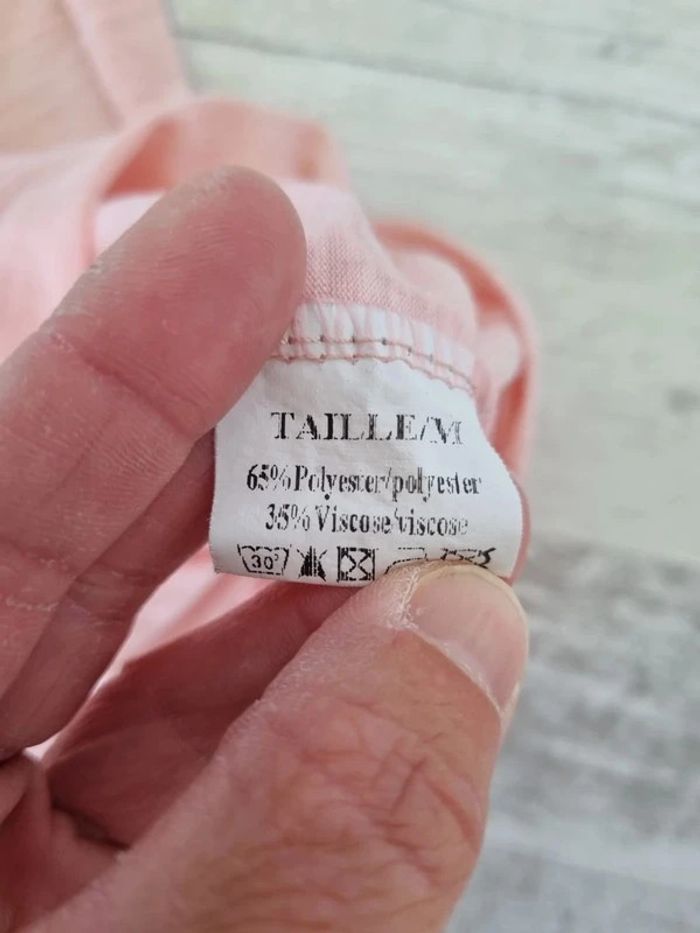 TAILLE/M
65%Polyester/polyester
35%Viscose/viscose
30°